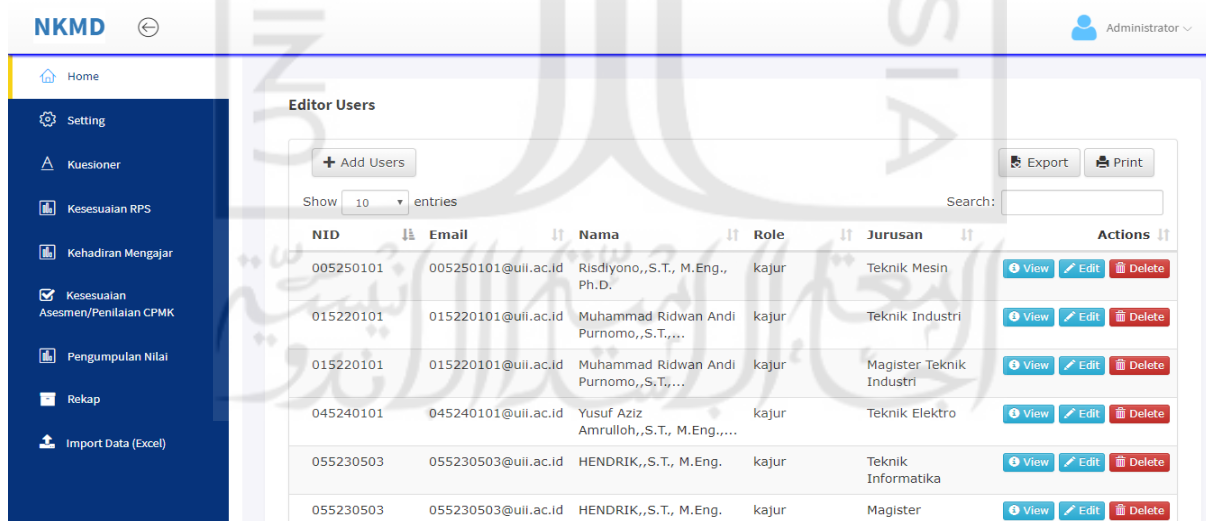 NKMD
Administrator
Home
Setting
Kuesioner
Kesesuaian RPS
Kehadiran Mengajar
Kesesuaian
Asesmen/Penilaian CPMK
Pengumpulan Nilai
Rekap
Import Data (Excel)
Editor Users
Add Users
Export Print
Show 10 entries Search:
NID Email Nama Role Jurusan Actions
005250101 005250101@uii.ac.id Risdiyono,,S.T., M.Eng., kajur Teknik Mesin View Edit Delete
Ph.D.
015220101 015220101@uii.ac.id Muhammad Ridwan Andi kajur Teknik Industri View Edit Delete
Purnomo,,S.T.,...
015220101 015220101@uii.ac.id Muhammad Ridwan Andi kajur Magister Teknik View Edit Delete
Purnomo,,S.T.,... Industri
045240101 045240101@uii.ac.id Yusuf Aziz kajur Teknik Elektro View Edit Delete
Amrulloh,,S.T., M.Eng.,...
055230503 055230503@uii.ac.id HENDRIK,,S.T., M.Eng. kajur Teknik View Edit Delete
Informatika
055230503 055230503@uii.ac.id HENDRIK,,S.T., M.Eng. kajur Magister View Edit Delete